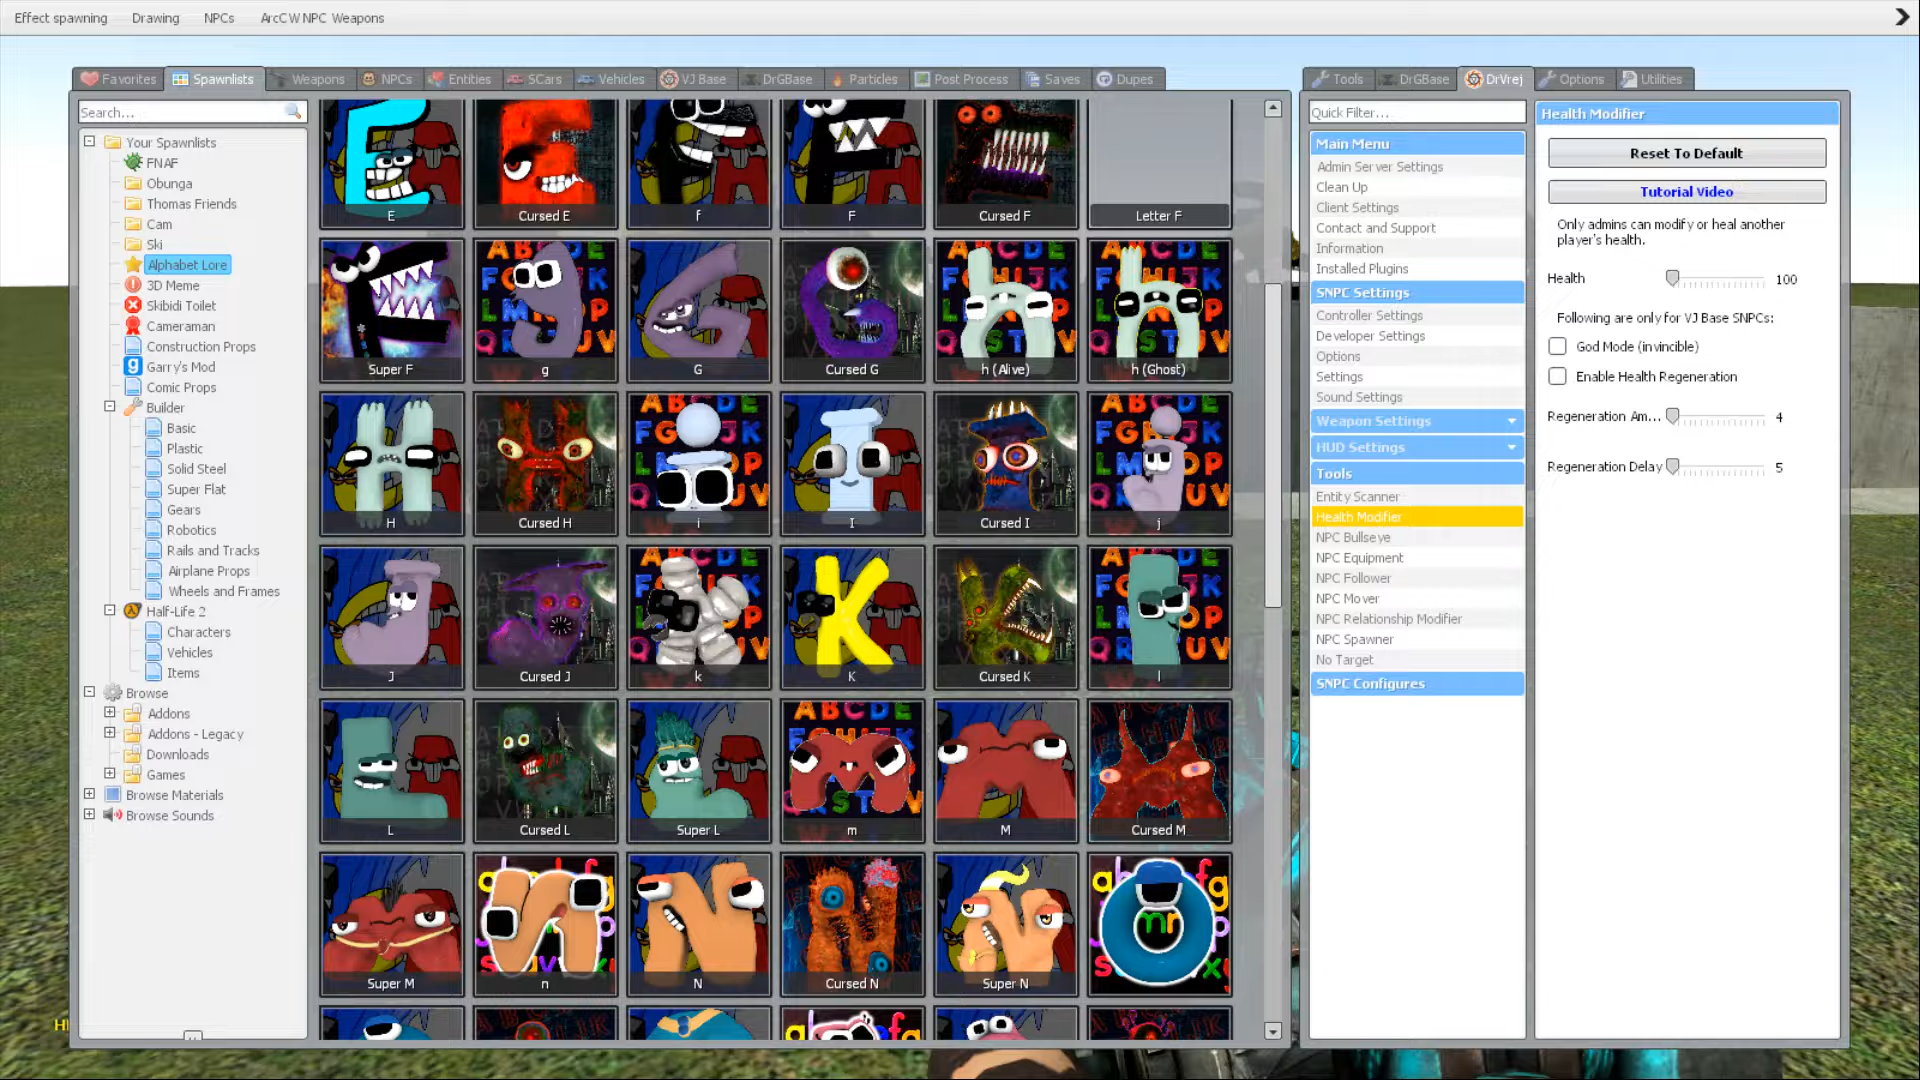 Effect spawning Drawing NPCs ArcCW NPC Weapons
Favorites Spawnlists Weapons NPCs Entities SCars Vehicles VJ Base DrGBase Particles Post Process Saves Dupes
Search...
Your Spawnlists
FNAF
Obunga
Thomas Friends
Cam
Ski
Alphabet Lore
3D Meme
Skibidi Toilet
Cameraman
Construction Props
Garry's Mod
Comic Props
Builder
Basic
Plastic
Solid Steel
Super Flat
Gears
Robotics
Rails and Tracks
Airplane Props
Wheels and Frames
Half-Life 2
Characters
Vehicles
Items
Browse
Addons
Addons - Legacy
Downloads
Games
Browse Materials
Browse Sounds
E Cursed E f F Cursed F Letter F
Super F g G Cursed G h (Alive) h (Ghost)
H Cursed H i I Cursed I j
J Cursed J k K Cursed K l
L Cursed L Super L m M Cursed M
Super M n N Cursed N Super N
Tools DrGBase DrVrej Options Utilities
Quick Filter...
Main Menu
Admin Server Settings
Clean Up
Client Settings
Contact and Support
Information
Installed Plugins
SNPC Settings
Controller Settings
Developer Settings
Options
Settings
Sound Settings
Weapon Settings
HUD Settings
Tools
Entity Scanner
Health Modifier
NPC Bullseye
NPC Equipment
NPC Follower
NPC Mover
NPC Relationship Modifier
NPC Spawner
No Target
SNPC Configures
Health Modifier
Reset To Default
Tutorial Video
Only admins can modify or heal another
player's health.
Health 100
Following are only for VJ Base SNPCs:
God Mode (invincible)
Enable Health Regeneration
Regeneration Am... 4
Regeneration Delay 5